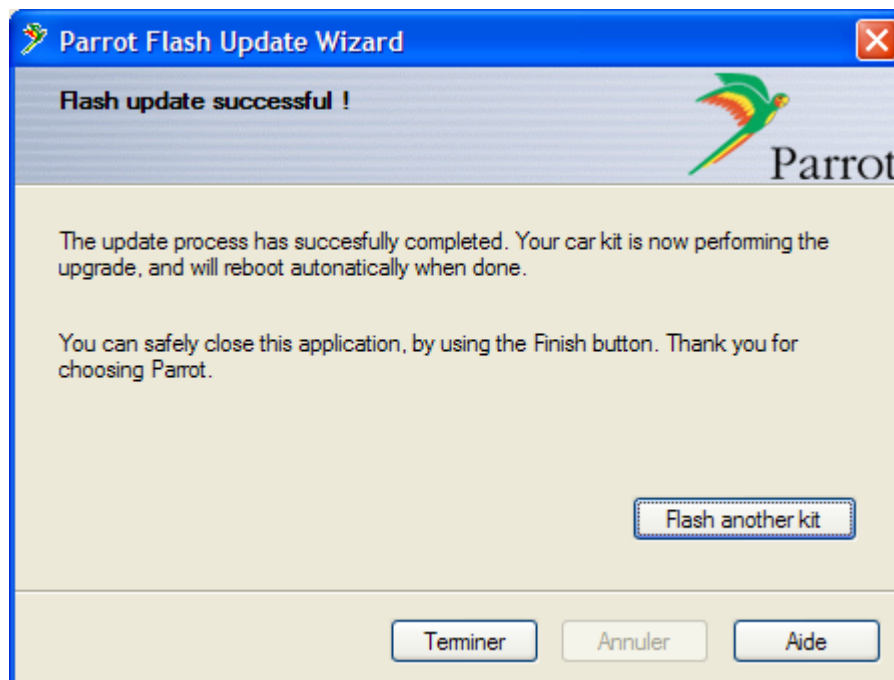 Parrot Flash Update Wizard
Flash update successful !
Parrot
The update process has succesfully completed. Your car kit is now performing the
upgrade, and will reboot automatically when done.
You can safely close this application, by using the Finish button. Thank you for
choosing Parrot.
Flash another kit
Terminer
Annuler
Aide